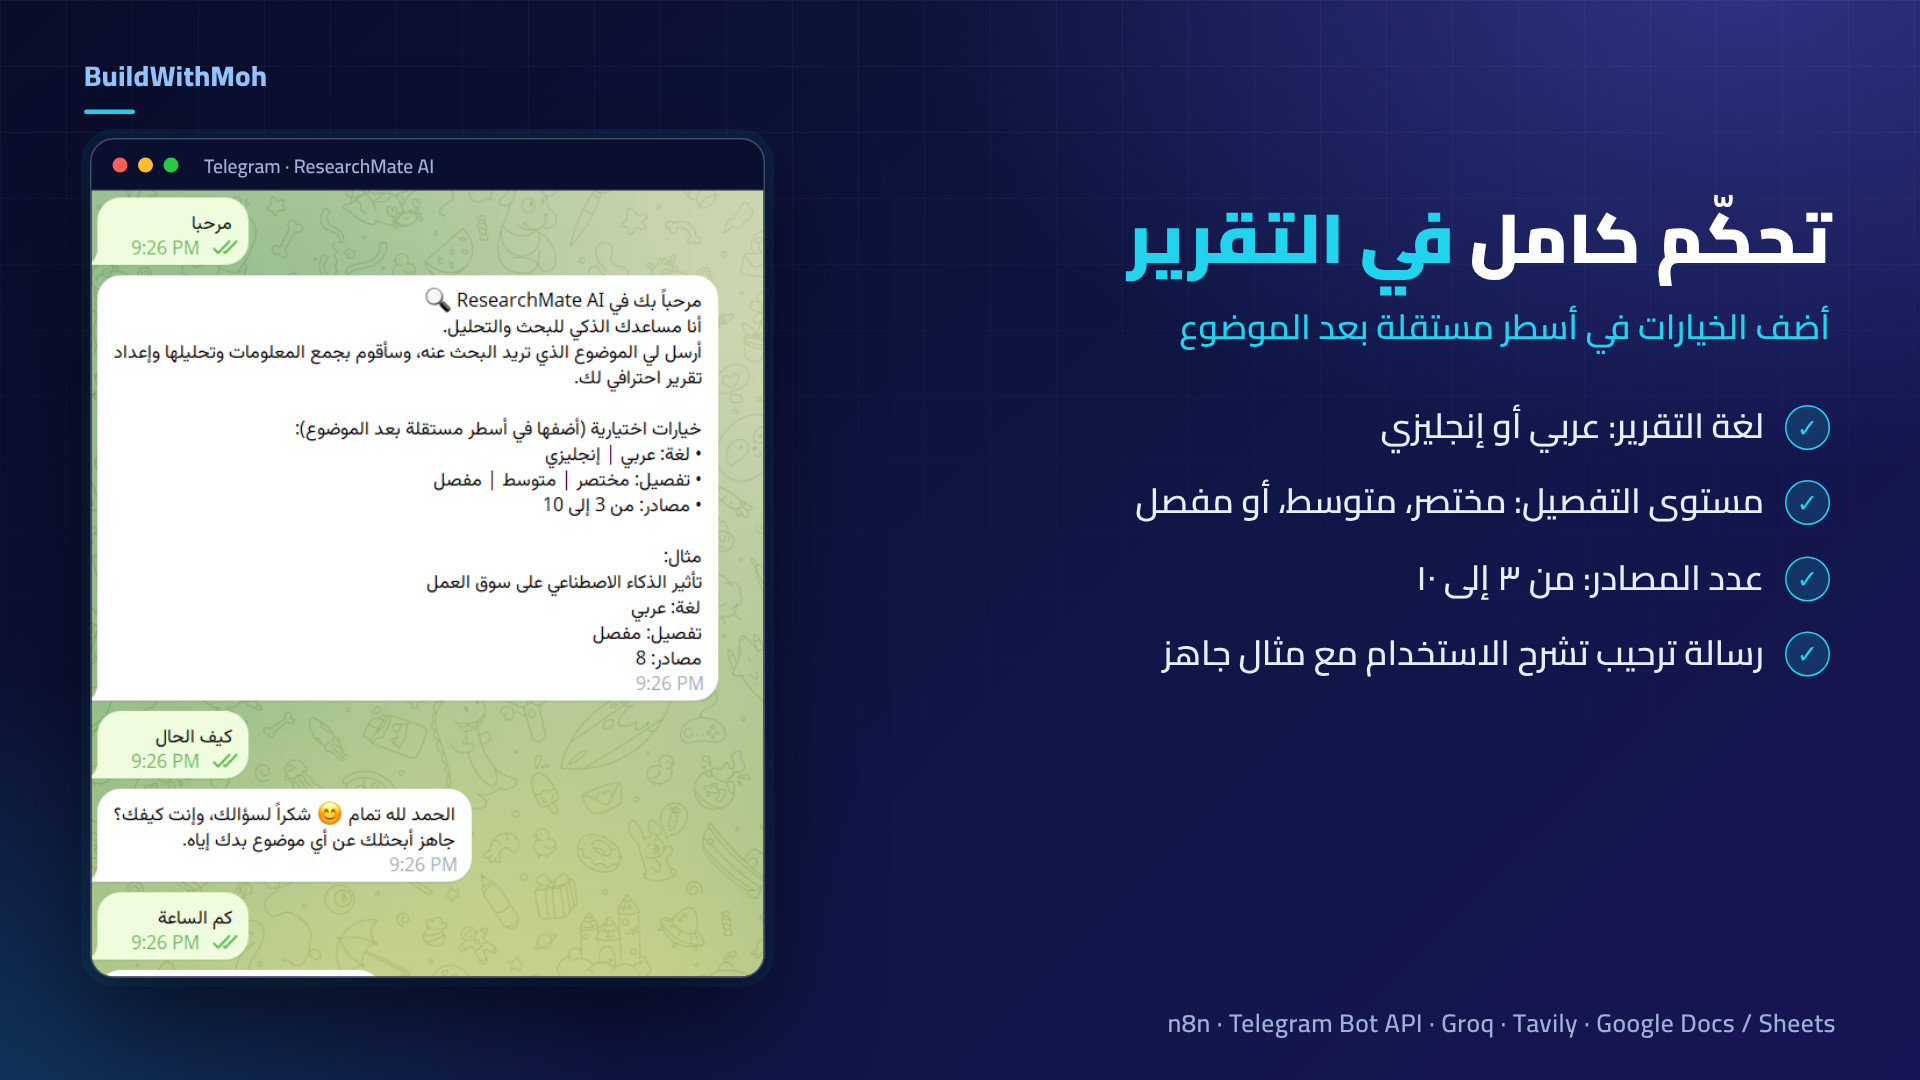 BuildWithMoh
Telegram · ResearchMate AI
مرحبا
9:26 PM
مرحباً بك في ResearchMate AI 🔍
أنا مساعدك الذكي للبحث والتحليل.
أرسل لي الموضوع الذي تريد البحث عنه، وسأقوم بجمع المعلومات وتحليلها وإعداد
تقرير احترافي لك.
خيارات اختيارية (أضفها في أسطر مستقلة بعد الموضوع):
• لغة: عربي | إنجليزي
• تفصيل: مختصر | متوسط | مفصل
• مصادر: من 3 إلى 10
مثال:
تأثير الذكاء الاصطناعي على سوق العمل
لغة: عربي
تفصيل: مفصل
مصادر: 8
9:26 PM
كيف الحال
9:26 PM
الحمد لله تمام 😊 شكراً لسؤالك، وإنت كيفك؟
جاهز أبحثلك عن أي موضوع بدك إياه.
9:26 PM
كم الساعة
9:26 PM
تحكّم كامل في التقرير
أضف الخيارات في أسطر مستقلة بعد الموضوع
✓ لغة التقرير: عربي أو إنجليزي
✓ مستوى التفصيل: مختصر، متوسط، أو مفصل
✓ عدد المصادر: من ٣ إلى ١٠
✓ رسالة ترحيب تشرح الاستخدام مع مثال جاهز
n8n · Telegram Bot API · Groq · Tavily · Google Docs / Sheets